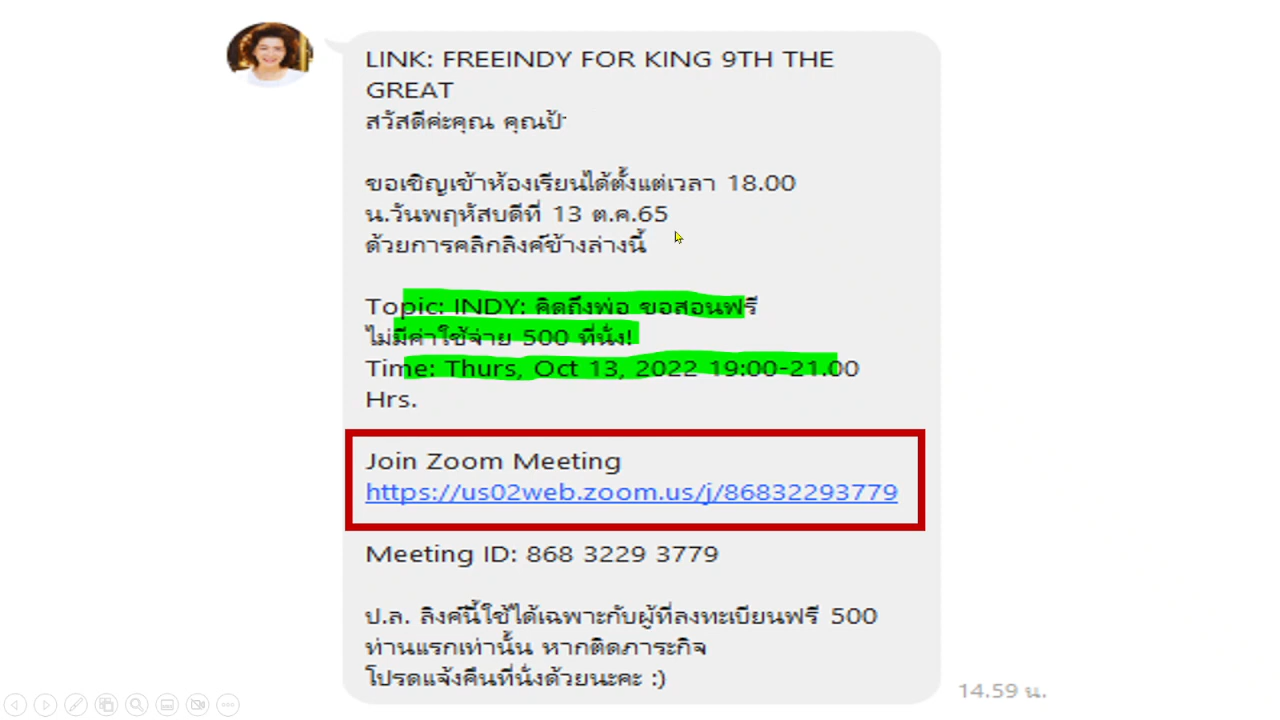 LINK: FREEINDY FOR KING 9TH THE
GREAT
สวัสดีค่ะคุณ คุณป้
ขอเชิญเข้าห้องเรียนได้ตั้งแต่เวลา 18.00
น.วันพฤหัสบดีที่ 13 ต.ค.65
ด้วยการคลิกลิงค์ข้างล่างนี้
Topic: INDY: คิดถึงพ่อ ขอสอนฟรี
ไม่มีค่าใช้จ่าย 500 ที่นั่ง!
Time: Thurs, Oct 13, 2022 19:00-21.00
Hrs.
Join Zoom Meeting
https://us02web.zoom.us/j/86832293779
Meeting ID: 868 3229 3779
ป.ล. ลิงค์นี้ใช้ได้เฉพาะกับผู้ที่ลงทะเบียนฟรี 500
ท่านแรกเท่านั้น หากติดภาระกิจ
โปรดแจ้งคืนที่นั่งด้วยนะคะ :)
14.59 น.